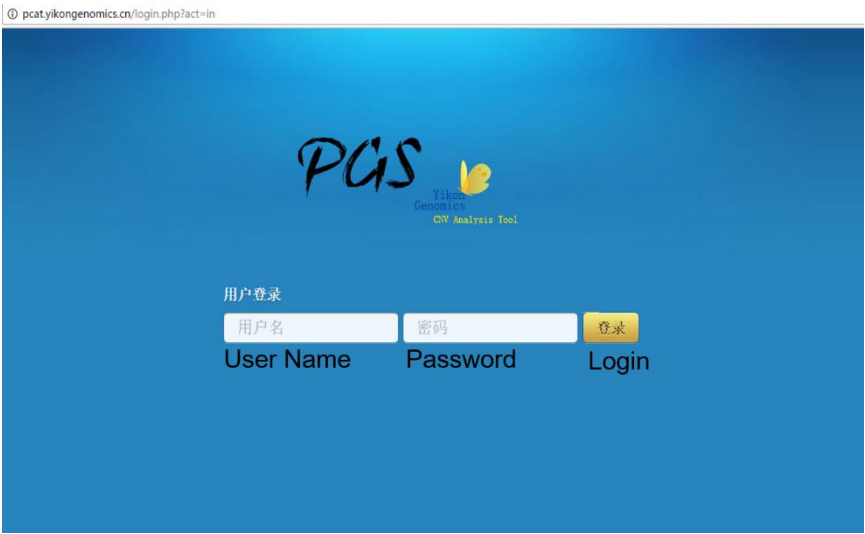 pcat.yikongenomics.cn/login.php?act=in
PGS
Yikon
Genomics
CNV Analysis Tool
用户登录
用户名 密码 登录
User Name Password Login